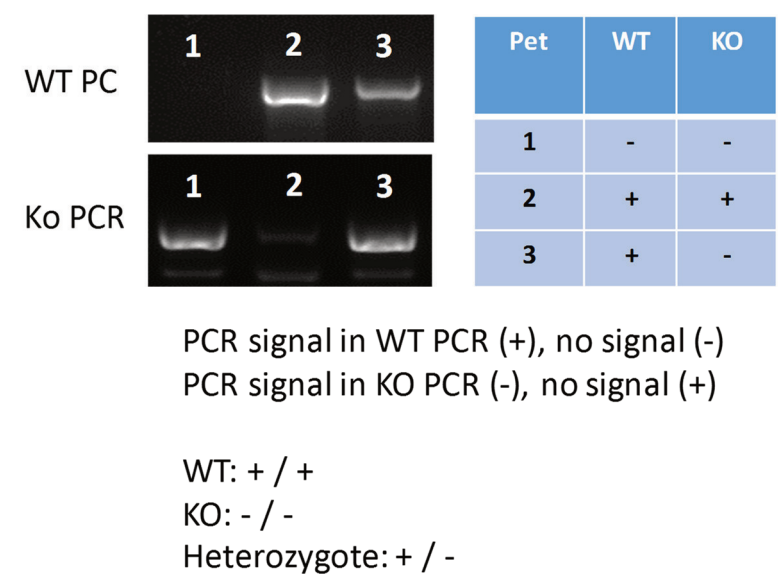 1 2 3
WT PC
1 2 3
Ko PCR
Pet WT KO
1 - -
2 + +
3 + -
PCR signal in WT PCR (+), no signal (-)
PCR signal in KO PCR (-), no signal (+)
WT: + / +
KO: - / -
Heterozygote: + / -